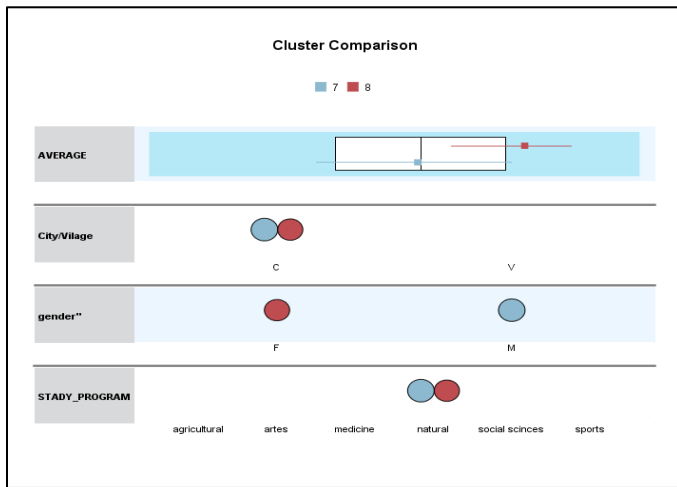 Cluster Comparison
7 8
AVERAGE
City/Vilage
C V
gender"
F M
STADY_PROGRAM
agricultural artes medicine natural social scinces sports